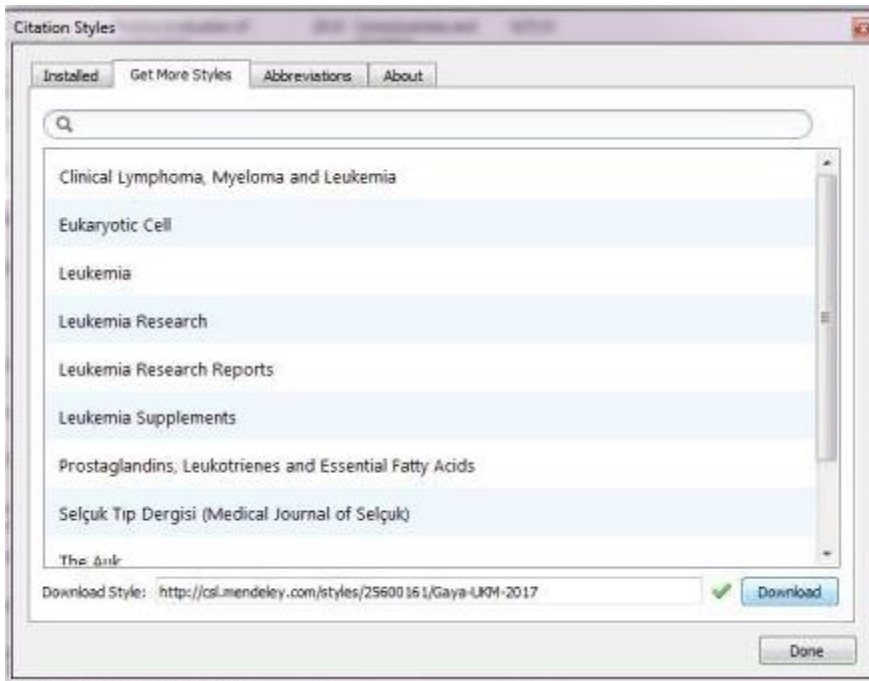 Citation Styles
Installed Get More Styles Abbreviations About
Clinical Lymphoma, Myeloma and Leukemia
Eukaryotic Cell
Leukemia
Leukemia Research
Leukemia Research Reports
Leukemia Supplements
Prostaglandins, Leukotrienes and Essential Fatty Acids
Selçuk Tıp Dergisi (Medical Journal of Selçuk)
The Auk
Download Style: http://csl.mendeley.com/styles/25600161/Gaya-UKM-2017 Download
Done